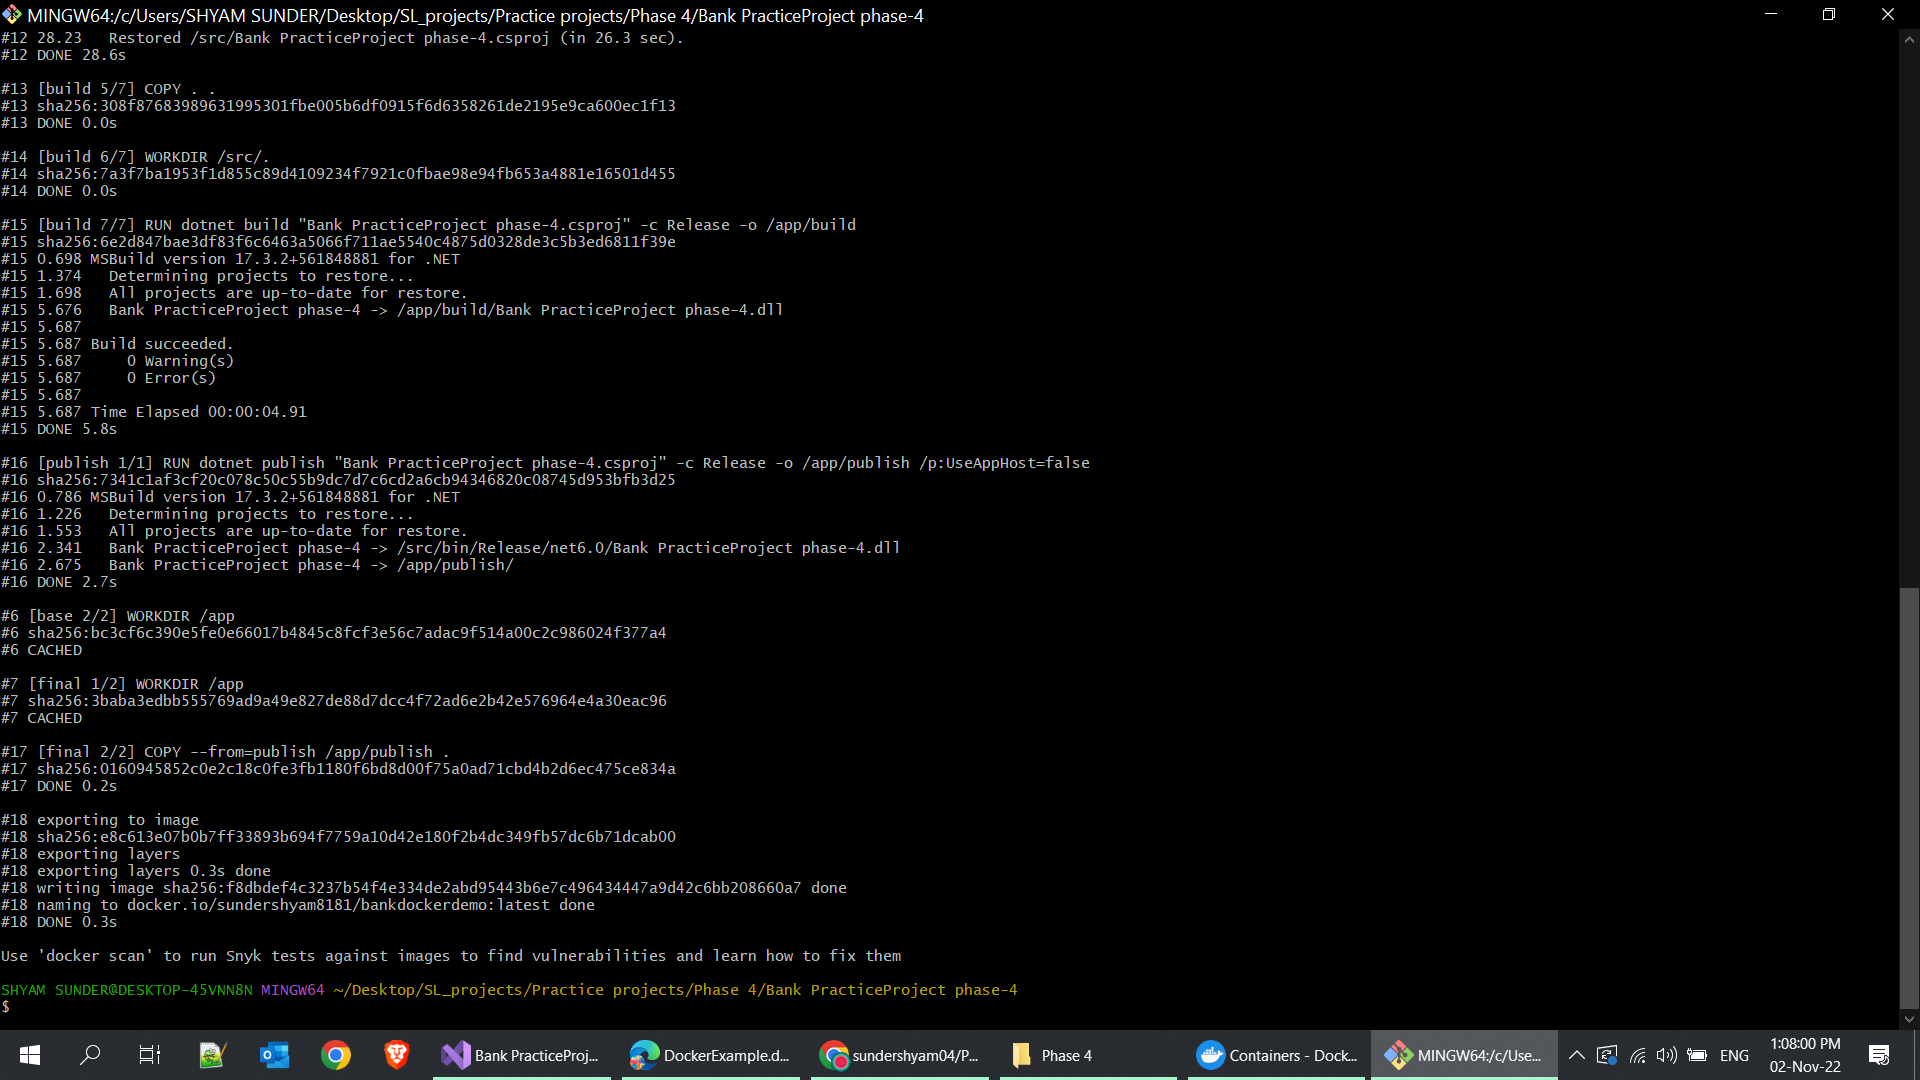 MINGW64:/c/Users/SHYAM SUNDER/Desktop/SL_projects/Practice projects/Phase 4/Bank PracticeProject phase-4
#12 28.23   Restored /src/Bank PracticeProject phase-4.csproj (in 26.3 sec).
#12 DONE 28.6s
#13 [build 5/7] COPY . .
#13 sha256:308f87683989631995301fbe005b6df0915f6d6358261de2195e9ca600ec1f13
#13 DONE 0.0s
#14 [build 6/7] WORKDIR /src/.
#14 sha256:7a3f7ba1953f1d855c89d4109234f7921c0fbae98e94fb653a4881e16501d455
#14 DONE 0.0s
#15 [build 7/7] RUN dotnet build "Bank PracticeProject phase-4.csproj" -c Release -o /app/build
#15 sha256:6e2d847bae3df83f6c6463a5066f711ae5540c4875d0328de3c5b3ed6811f39e
#15 0.698 MSBuild version 17.3.2+561848881 for .NET
#15 1.374   Determining projects to restore...
#15 1.698   All projects are up-to-date for restore.
#15 5.676   Bank PracticeProject phase-4 -> /app/build/Bank PracticeProject phase-4.dll
#15 5.687
#15 5.687 Build succeeded.
#15 5.687     0 Warning(s)
#15 5.687     0 Error(s)
#15 5.687
#15 5.687 Time Elapsed 00:00:04.91
#15 DONE 5.8s
#16 [publish 1/1] RUN dotnet publish "Bank PracticeProject phase-4.csproj" -c Release -o /app/publish /p:UseAppHost=false
#16 sha256:7341c1af3cf20c078c50c55b9dc7d7c6cd2a6cb94346820c08745d953bfb3d25
#16 0.786 MSBuild version 17.3.2+561848881 for .NET
#16 1.226   Determining projects to restore...
#16 1.553   All projects are up-to-date for restore.
#16 2.341   Bank PracticeProject phase-4 -> /src/bin/Release/net6.0/Bank PracticeProject phase-4.dll
#16 2.675   Bank PracticeProject phase-4 -> /app/publish/
#16 DONE 2.7s
#6 [base 2/2] WORKDIR /app
#6 sha256:bc3cf6c390e5fe0e66017b4845c8fcf3e56c7adac9f514a00c2c986024f377a4
#6 CACHED
#7 [final 1/2] WORKDIR /app
#7 sha256:3baba3edbb555769ad9a49e827de88d7dcc4f72ad6e2b42e576964e4a30eac96
#7 CACHED
#17 [final 2/2] COPY --from=publish /app/publish .
#17 sha256:0160945852c0e2c18c0fe3fb1180f6bd8d00f75a0ad71cbd4b2d6ec475ce834a
#17 DONE 0.2s
#18 exporting to image
#18 sha256:e8c613e07b0b7ff33893b694f7759a10d42e180f2b4dc349fb57dc6b71dcab00
#18 exporting layers
#18 exporting layers 0.3s done
#18 writing image sha256:f8dbdef4c3237b54f4e334de2abd95443b6e7c496434447a9d42c6bb208660a7 done
#18 naming to docker.io/sundershyam8181/bankdockerdemo:latest done
#18 DONE 0.3s
Use 'docker scan' to run Snyk tests against images to find vulnerabilities and learn how to fix them
SHYAM SUNDER@DESKTOP-45VNN8N MINGW64 ~/Desktop/SL_projects/Practice projects/Phase 4/Bank PracticeProject phase-4
$
Bank PracticeProj... DockerExample.d... sundershyam04/P... Phase 4 Containers - Dock... MINGW64:/c/Use... ENG 1:08:00 PM
02-Nov-22